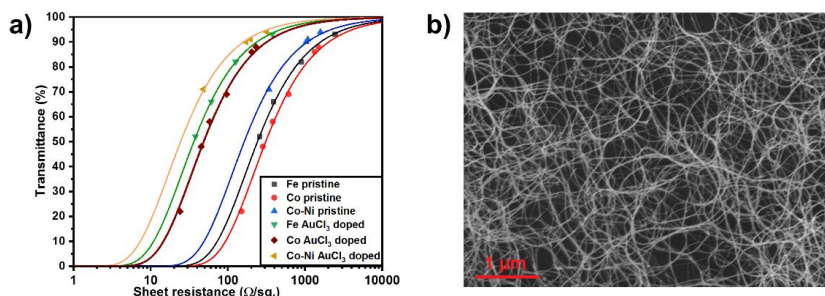 a)
b)
100
90
80
70
60
50
40
30
20
10
0
Transmittance (%)
Fe pristine
Co pristine
Co-Ni pristine
Fe AuCl₃ doped
Co AuCl₃ doped
Co-Ni AuCl₃ doped
1 10 100 1000 10000
Sheet resistance (Ω/sq.)
1 µm